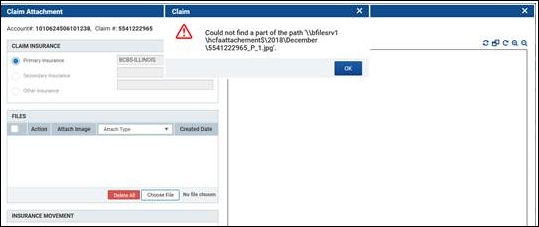 Claim Attachment
Claim
Account#: 1010624506101238, Claim #: 5541222965
Could not find a part of the path '\\bfilesrv1
\hcfaattachement$\2018\December
\5541222965_P_1.jpg'.
OK
CLAIM INSURANCE
Primary Insurance
BCBS-ILLINOIS
Secondary Insurance
Other Insurance
FILES
Action Attach Image Attach Type Created Date
Delete All Choose File No file chosen
INSURANCE MOVEMENT